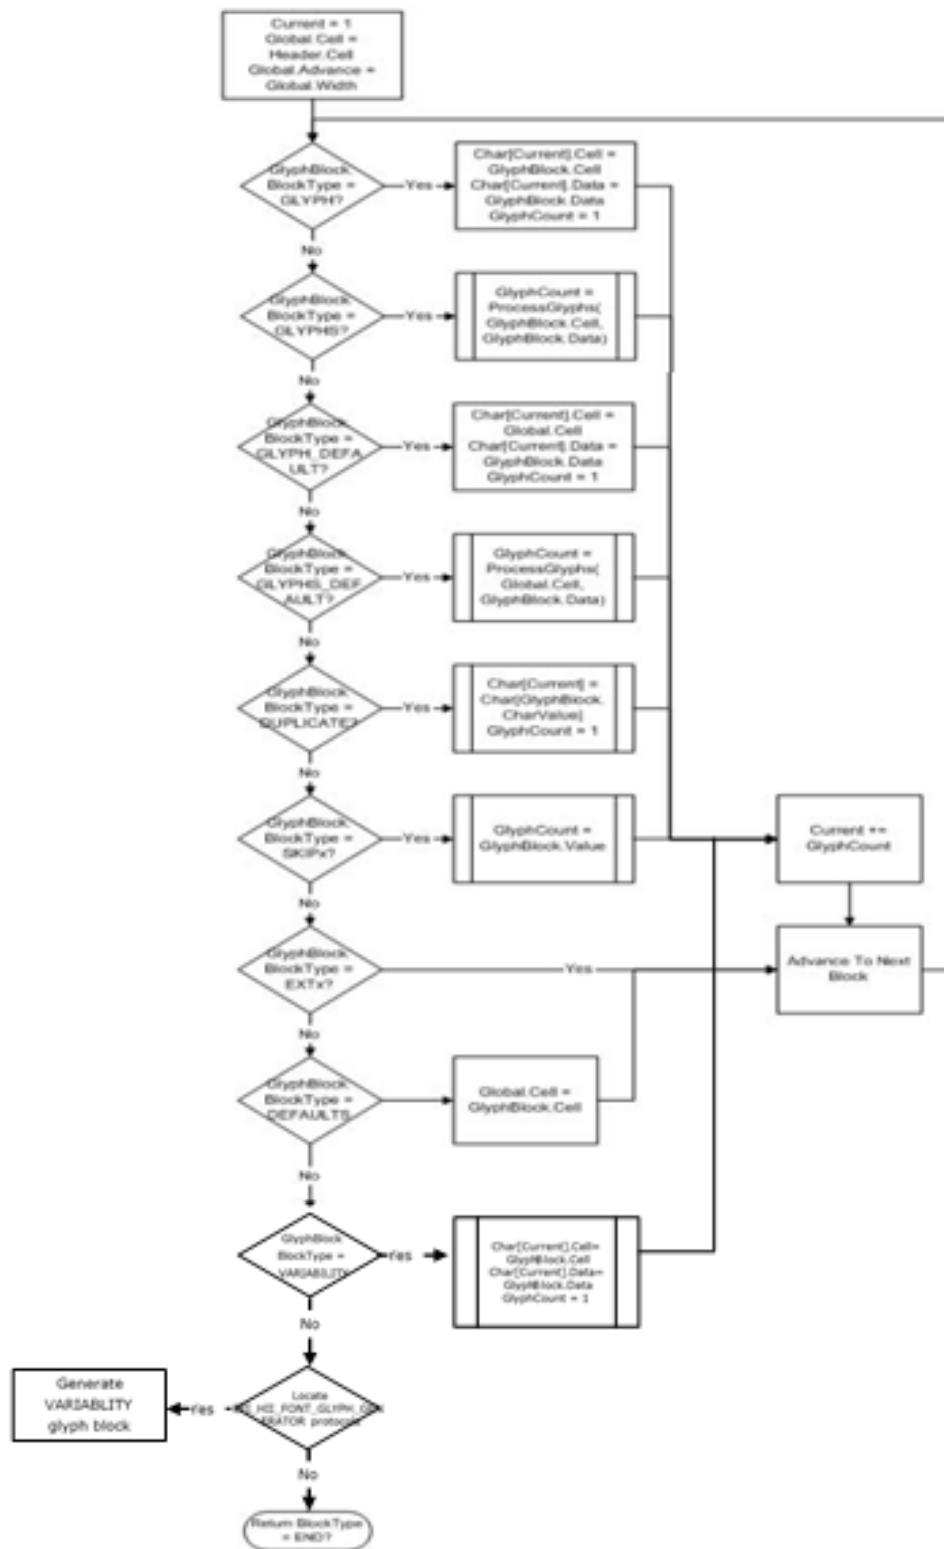 Current = 1
Global.Cell =
Header.Cell
Global.Advance =
Global.Width
GlyphBlock.
BlockType =
GLYPH?
Yes
Char[Current].Cell =
GlyphBlock.Cell
Char[Current].Data =
GlyphBlock.Data
GlyphCount = 1
No
GlyphBlock.
BlockType =
GLYPHS?
Yes
GlyphCount =
ProcessGlyphs(
GlyphBlock.Cell,
GlyphBlock.Data)
No
GlyphBlock.
BlockType =
GLYPH_DEFA
ULT?
Yes
Char[Current].Cell =
Global.Cell
Char[Current].Data =
GlyphBlock.Data
GlyphCount = 1
No
GlyphBlock.
BlockType =
GLYPHS_DEF
AULT?
Yes
GlyphCount =
ProcessGlyphs(
Global.Cell,
GlyphBlock.Data)
No
GlyphBlock.
BlockType =
DUPLICATE?
Yes
Char[Current] =
Char[GlyphBlock.
CharValue]
GlyphCount = 1
No
GlyphBlock.
BlockType =
SKIPx?
Yes
GlyphCount =
GlyphBlock.Value
Current +=
GlyphCount
No
GlyphBlock.
BlockType =
EXTx?
Yes
Advance To Next
Block
No
GlyphBlock.
BlockType =
DEFAULTS
Global.Cell =
GlyphBlock.Cell
No
GlyphBlock
BlockType =
VARIABILITY
Yes
Char[Current].Cell=
GlyphBlock.Cell
Char[Current].Data=
GlyphBlock.Data
GlyphCount = 1
No
Generate
VARIABLITY
glyph block
Yes
Locate
protocol
No
Return BlockType
= END?